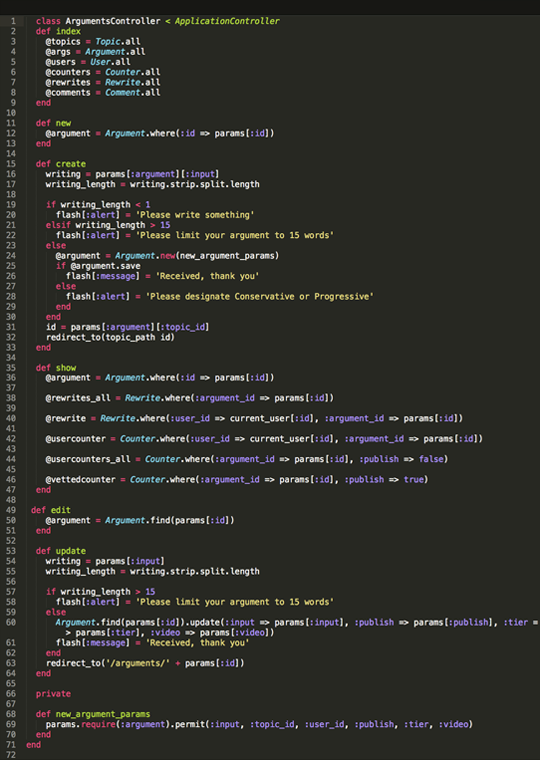 1 class ArgumentsController < ApplicationController
2 def index
3 @topics = Topic.all
4 @args = Argument.all
5 @users = User.all
6 @counters = Counter.all
7 @rewrites = Rewrite.all
8 @comments = Comment.all
9 end
10
11 def new
12 @argument = Argument.where(:id => params[:id])
13 end
14
15 def create
16 writing = params[:argument][:input]
17 writing_length = writing.strip.split.length
18
19 if writing_length < 1
20 flash[:alert] = 'Please write something'
21 elsif writing_length > 15
22 flash[:alert] = 'Please limit your argument to 15 words'
23 else
24 @argument = Argument.new(new_argument_params)
25 if @argument.save
26 flash[:message] = 'Received, thank you'
27 else
28 flash[:alert] = 'Please designate Conservative or Progressive'
29 end
30 end
31 id = params[:argument][:topic_id]
32 redirect_to(topic_path id)
33 end
34
35 def show
36 @argument = Argument.where(:id => params[:id])
37
38 @rewrites_all = Rewrite.where(:argument_id => params[:id])
39
40 @rewrite = Rewrite.where(:user_id => current_user[:id], :argument_id => params[:id])
41
42 @usercounter = Counter.where(:user_id => current_user[:id], :argument_id => params[:id])
43
44 @usercounters_all = Counter.where(:argument_id => params[:id], :publish => false)
45
46 @vettedcounter = Counter.where(:argument_id => params[:id], :publish => true)
47 end
48
49 def edit
50 @argument = Argument.find(params[:id])
51 end
52
53 def update
54 writing = params[:input]
55 writing_length = writing.strip.split.length
56
57 if writing_length > 15
58 flash[:alert] = 'Please limit your argument to 15 words'
59 else
60 Argument.find(params[:id]).update(:input => params[:input], :publish => params[:publish], :tier =
> params[:tier], :video => params[:video])
61 flash[:message] = 'Received, thank you'
62 end
63 redirect_to('/arguments/' + params[:id])
64 end
65
66 private
67
68 def new_argument_params
69 params.require(:argument).permit(:input, :topic_id, :user_id, :publish, :tier, :video)
70 end
71 end
72